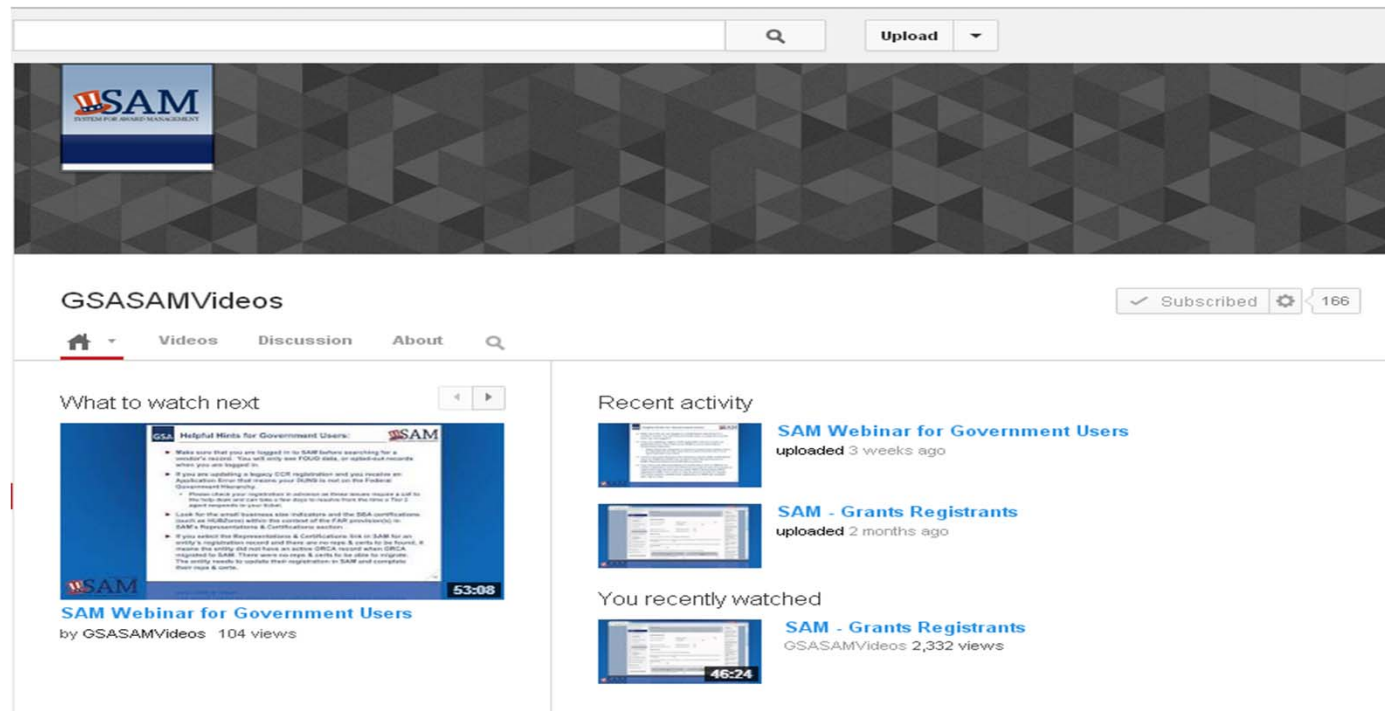 Upload
SAM
SYSTEM FOR AWARD MANAGEMENT
GSASAMVideos
Subscribed 166
Videos Discussion About
What to watch next
GSA Helpful Hints for Government Users: SAM
Make sure that you are logged in to SAM before searching for a
vendor's record. You will only see FOUO data, or opted-out records
when you are logged in.
If you are updating a legacy CCR registration and you receive an
Application Error that means your DUNS is not on the Federal
Government Hierarchy.
Please check your registration in advance as these issues require a call to
the help desk and can take a few days to resolve from the time a Tier 2
agent responds to your ticket.
Look for the small business size indicators and the SBA certifications
(such as HUBZone) within the context of the FAR provision(s) in
SAM's Representations & Certifications section.
If you select the Representations & Certifications link in SAM for an
entity's registration record and there are no reps & certs to be found, it
means the entity did not have an active ORCA record when ORCA
migrated to SAM. There were no reps & certs to be able to migrate.
The entity needs to update their registration in SAM and complete
their reps & certs.
SAM
53:08
SAM Webinar for Government Users
by GSASAMVideos 104 views
Recent activity
SAM Webinar for Government Users
uploaded 3 weeks ago
SAM - Grants Registrants
uploaded 2 months ago
You recently watched
SAM - Grants Registrants
GSASAMVideos 2,332 views
46:24